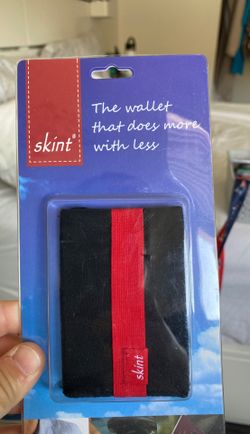 skint®
The wallet
that does more
with less
skint